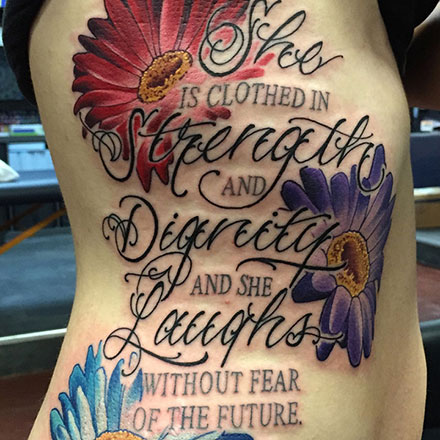 She
IS CLOTHED IN
Strength
AND
Dignity
AND SHE
Laughs
WITHOUT FEAR
OF THE FUTURE.